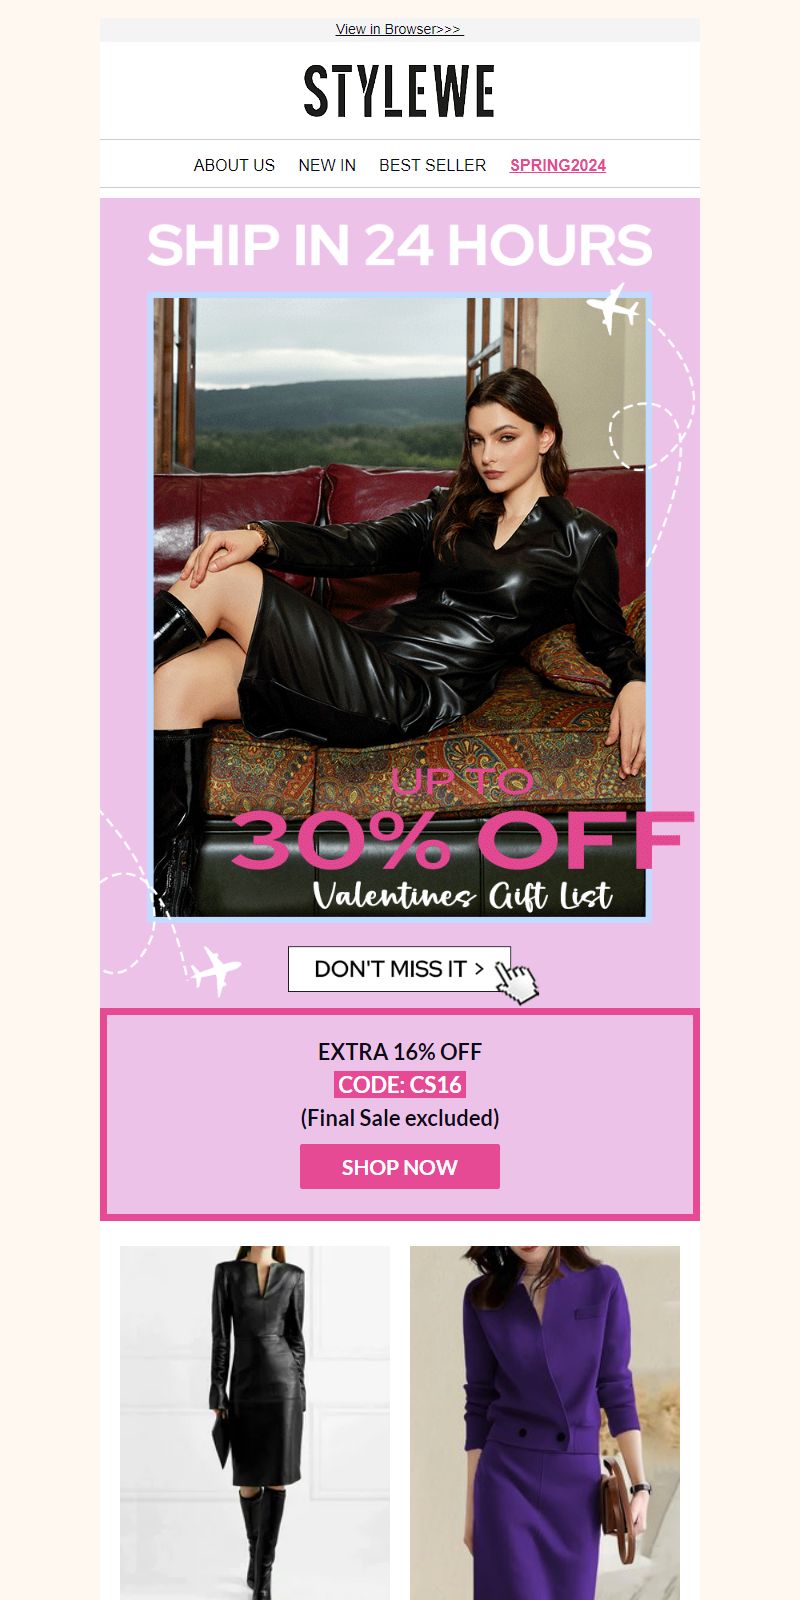 View in Browser>>>
STYLEWE
ABOUT US NEW IN BEST SELLER SPRING2024
SHIP IN 24 HOURS
UP TO
30% OFF
Valentines Gift List
DON'T MISS IT >
EXTRA 16% OFF
CODE: CS16
(Final Sale excluded)
SHOP NOW